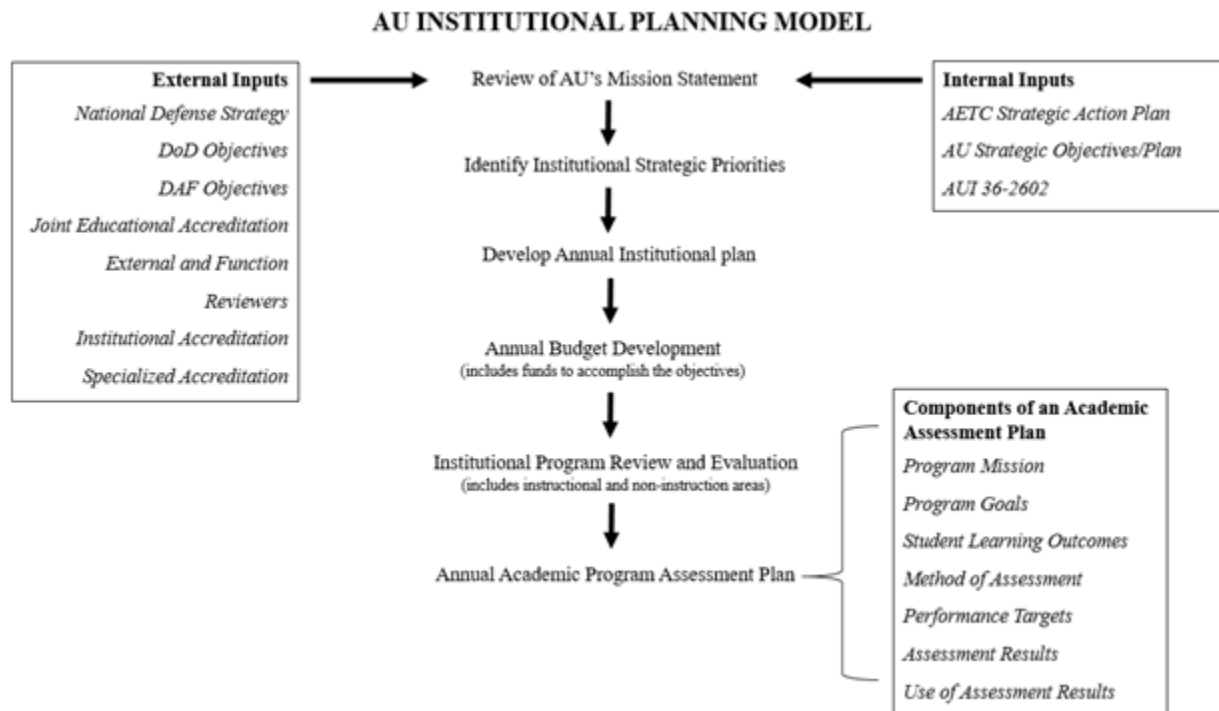 AU INSTITUTIONAL PLANNING MODEL
External Inputs
National Defense Strategy
DoD Objectives
DAF Objectives
Joint Educational Accreditation
External and Function
Reviewers
Institutional Accreditation
Specialized Accreditation
Review of AU's Mission Statement
Identify Institutional Strategic Priorities
Develop Annual Institutional plan
Annual Budget Development
(includes funds to accomplish the objectives)
Institutional Program Review and Evaluation
(includes instructional and non-instruction areas)
Annual Academic Program Assessment Plan
Internal Inputs
AETC Strategic Action Plan
AU Strategic Objectives/Plan
AUI 36-2602
Components of an Academic
Assessment Plan
Program Mission
Program Goals
Student Learning Outcomes
Method of Assessment
Performance Targets
Assessment Results
Use of Assessment Results